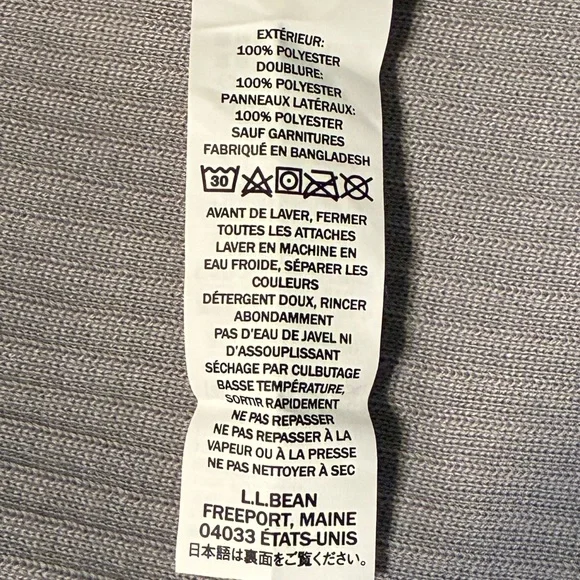 EXTÉRIEUR:
100% POLYESTER
DOUBLURE:
100% POLYESTER
PANNEAUX LATÉRAUX:
100% POLYESTER
SAUF GARNITURES
FABRIQUÉ EN BANGLADESH
30
AVANT DE LAVER, FERMER
TOUTES LES ATTACHES
LAVER EN MACHINE EN
EAU FROIDE, SÉPARER LES
COULEURS
DÉTERGENT DOUX, RINCER
ABONDAMMENT
PAS D'EAU DE JAVEL NI
D'ASSOUPLISSANT
SÉCHAGE PAR CULBUTAGE
BASSE TEMPÉRATURE,
SORTIR RAPIDEMENT
NE PAS REPASSER
NE PAS REPASSER À LA
VAPEUR OU À LA PRESSE
NE PAS NETTOYER À SEC
L.L.BEAN
FREEPORT, MAINE
04033 ÉTATS-UNIS
日本語は裏面をご覧ください。